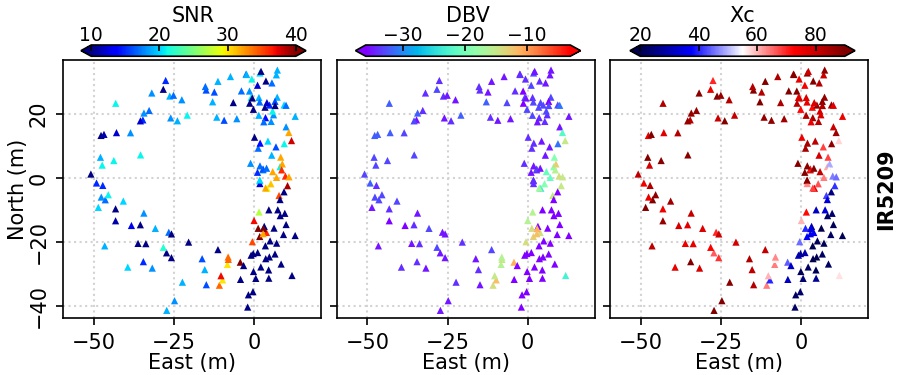 SNR DBV Xc
10 20 30 40 −30 −20 −10 20 40 60 80
20
0
−20
−40
North (m)
−50 −25 0 −50 −25 0 −50 −25 0
East (m) East (m) East (m)
IR5209